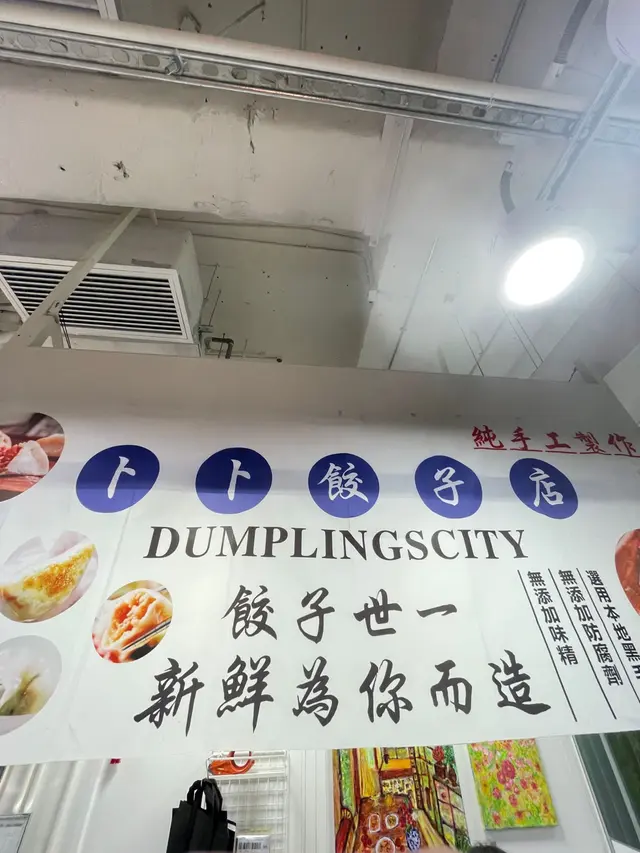 純手工製作
卜卜餃子店
DUMPLINGSCITY
餃子世一
新鮮為你而造
選用本地黑
無添加防腐劑
無添加味精